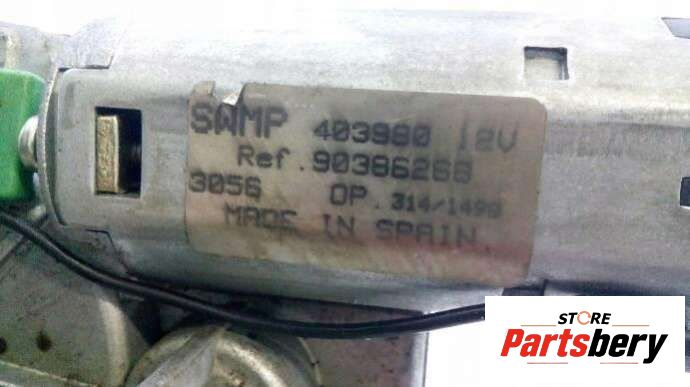 SWMP 403980 12V
Ref. 90386268
3056 OP. 314/1498
MADE IN SPAIN
STORE
Partsbery